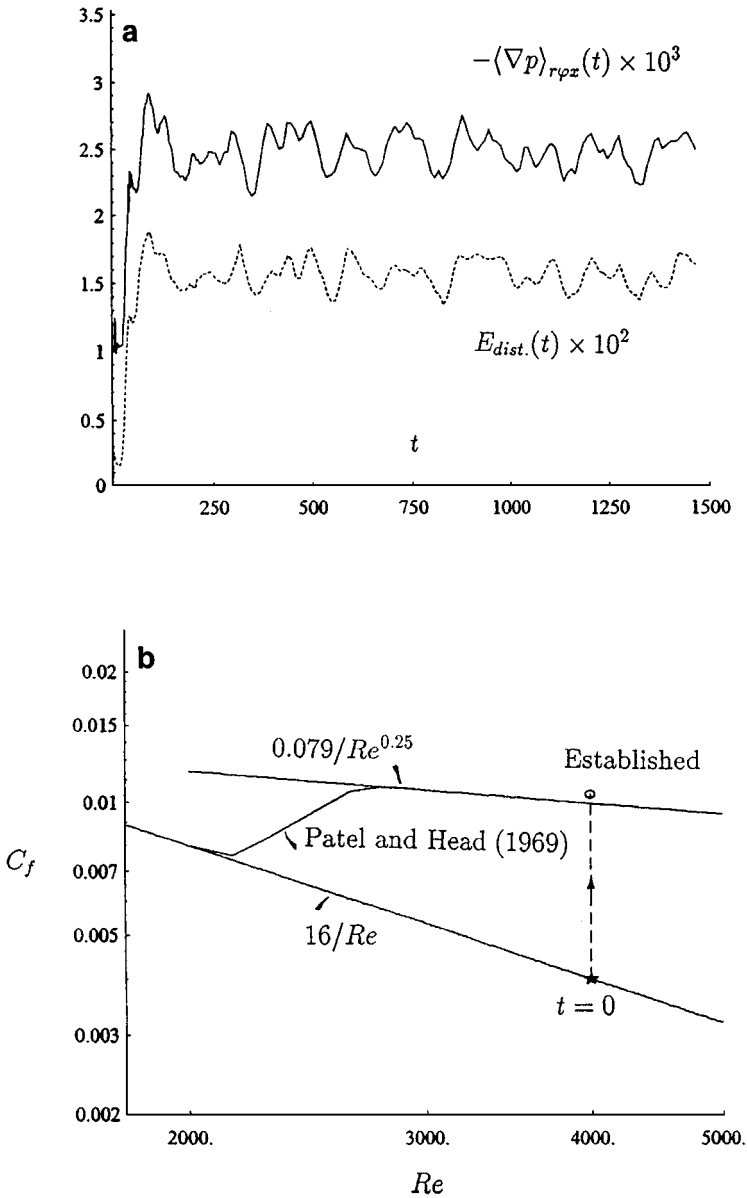 a
3.5
3
2.5
2
1.5
1
0.5
0
−⟨∇p⟩rφx(t) × 10³
E_dist.(t) × 10²
t
250 500 750 1000 1250 1500
b
0.02
0.015
0.01
0.007
0.005
0.003
0.002
C_f
0.079/Re^0.25
Established
Patel and Head (1969)
16/Re
t = 0
2000. 3000. 4000. 5000.
Re